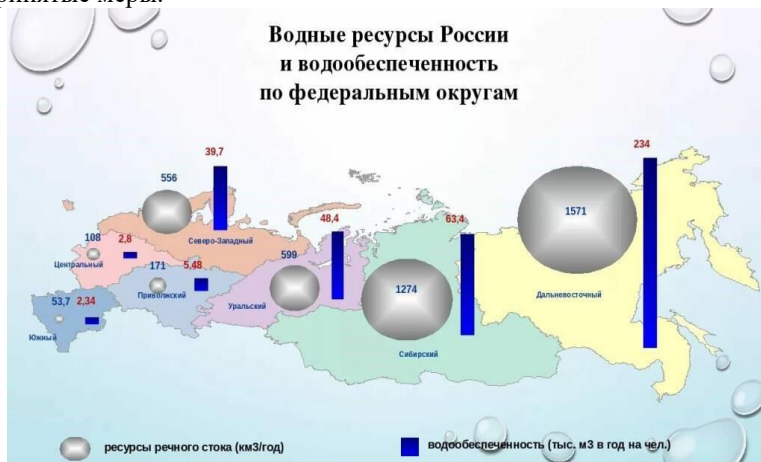 принятые меры.
Водные ресурсы России
и водообеспеченность
по федеральным округам
39,7
234
556
48,4
63,4
1571
108
2,8
Северо-Западный
599
Центральный
171
5,48
1274
Приволжский
53,7
2,34
Уральский
Дальневосточный
Южный
Сибирский
ресурсы речного стока (км3/год)
водообеспеченность (тыс. м3 в год на чел.)